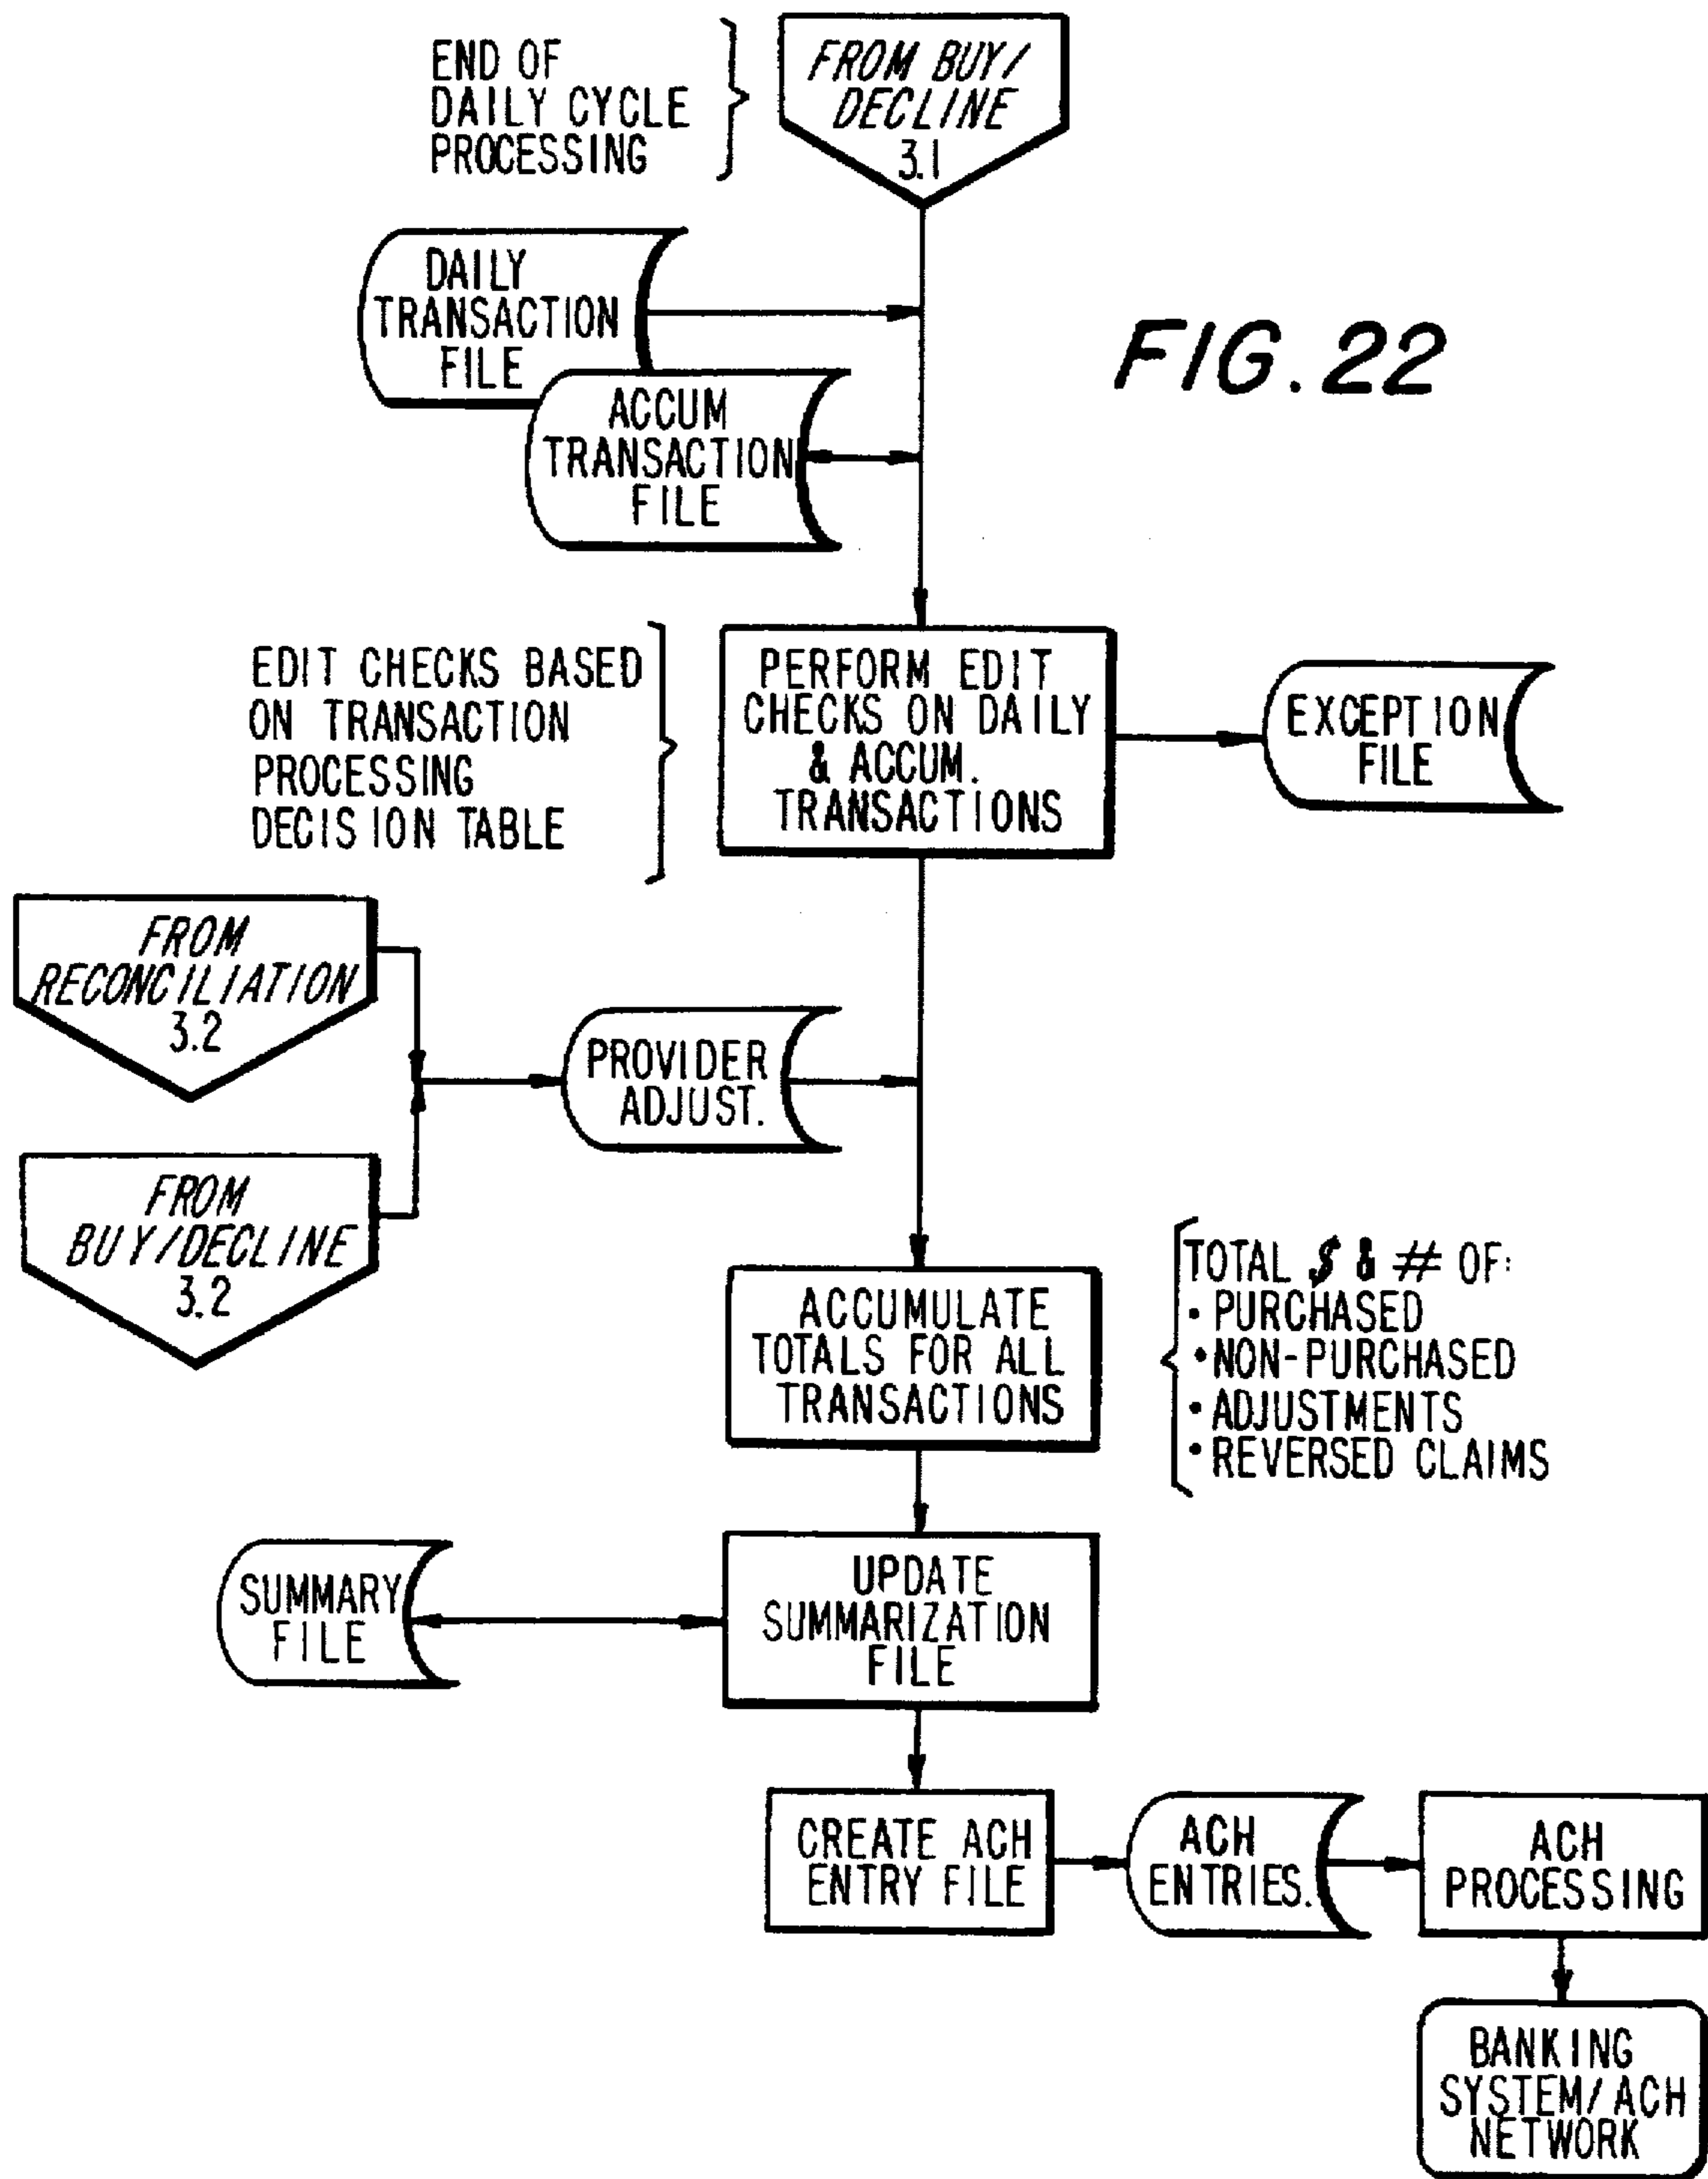 END OF
DAILY CYCLE
PROCESSING
FROM BUY/
DECLINE
3.1
DAILY
TRANSACTION
FILE
FIG. 22
ACCUM
TRANSACTION
FILE
EDIT CHECKS BASED
ON TRANSACTION
PROCESSING
DECISION TABLE
PERFORM EDIT
CHECKS ON DAILY
& ACCUM.
TRANSACTIONS
EXCEPTION
FILE
FROM
RECONCILIATION
3.2
PROVIDER
ADJUST.
FROM
BUY/DECLINE
3.2
ACCUMULATE
TOTALS FOR ALL
TRANSACTIONS
TOTAL $ & # OF:
• PURCHASED
• NON-PURCHASED
• ADJUSTMENTS
• REVERSED CLAIMS
SUMMARY
FILE
UPDATE
SUMMARIZATION
FILE
CREATE ACH
ENTRY FILE
ACH
ENTRIES.
ACH
PROCESSING
BANKING
SYSTEM/ACH
NETWORK